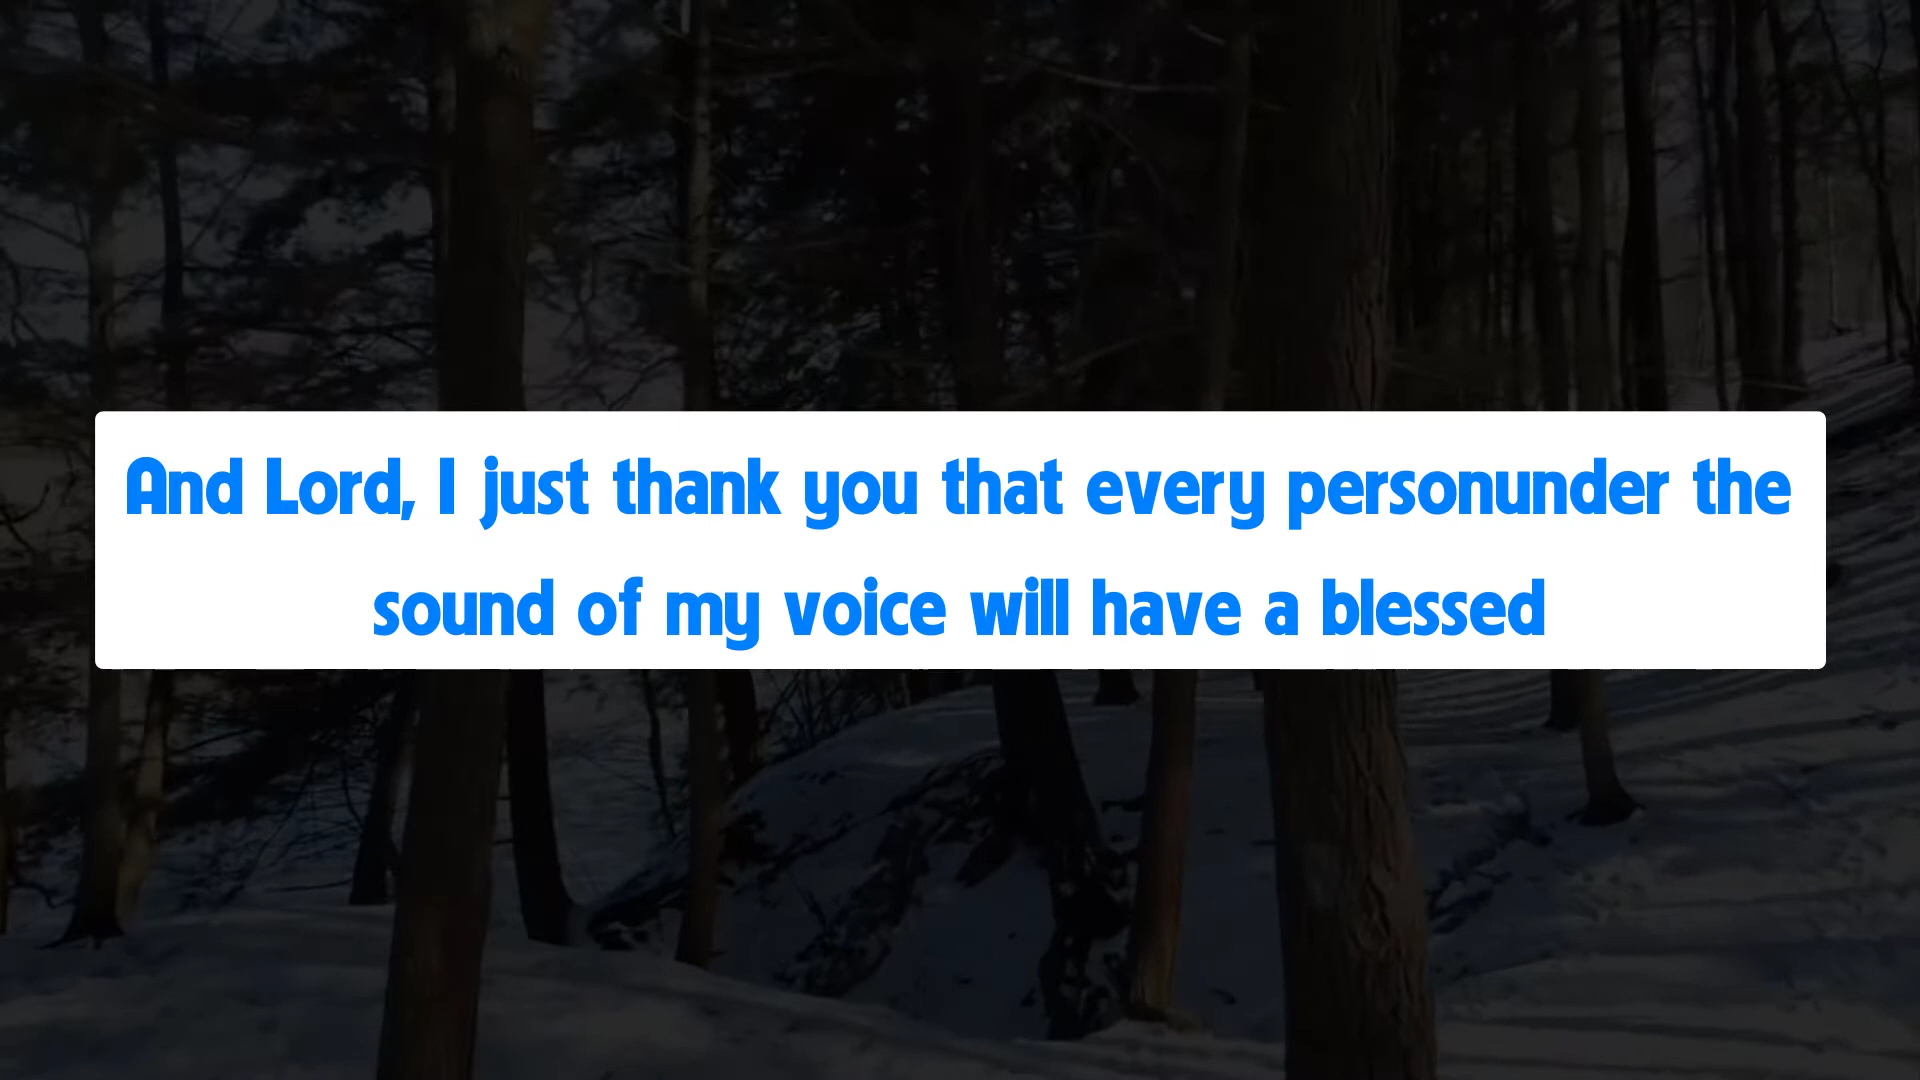 And Lord, I just thank you that every personunder the
sound of my voice will have a blessed